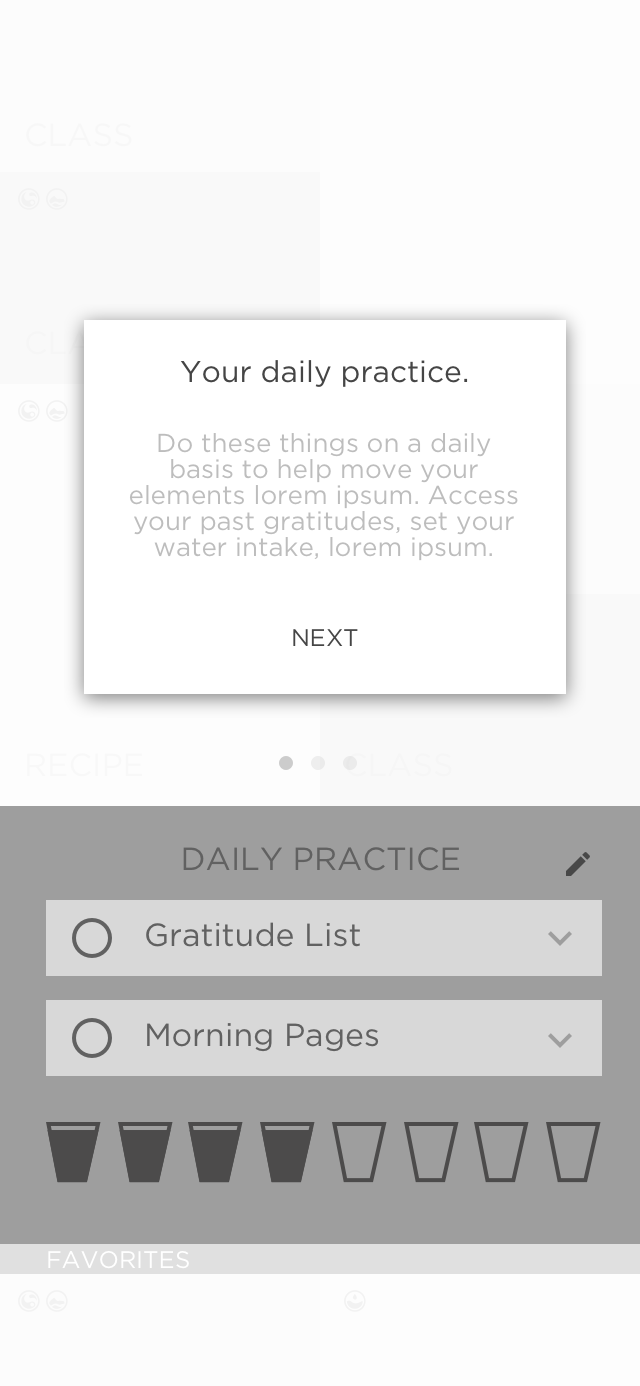 CLASS
CLA
Your daily practice.
Do these things on a daily
basis to help move your
elements lorem ipsum. Access
your past gratitudes, set your
water intake, lorem ipsum.
NEXT
RECIPE
CLASS
DAILY PRACTICE
Gratitude List
Morning Pages
FAVORITES